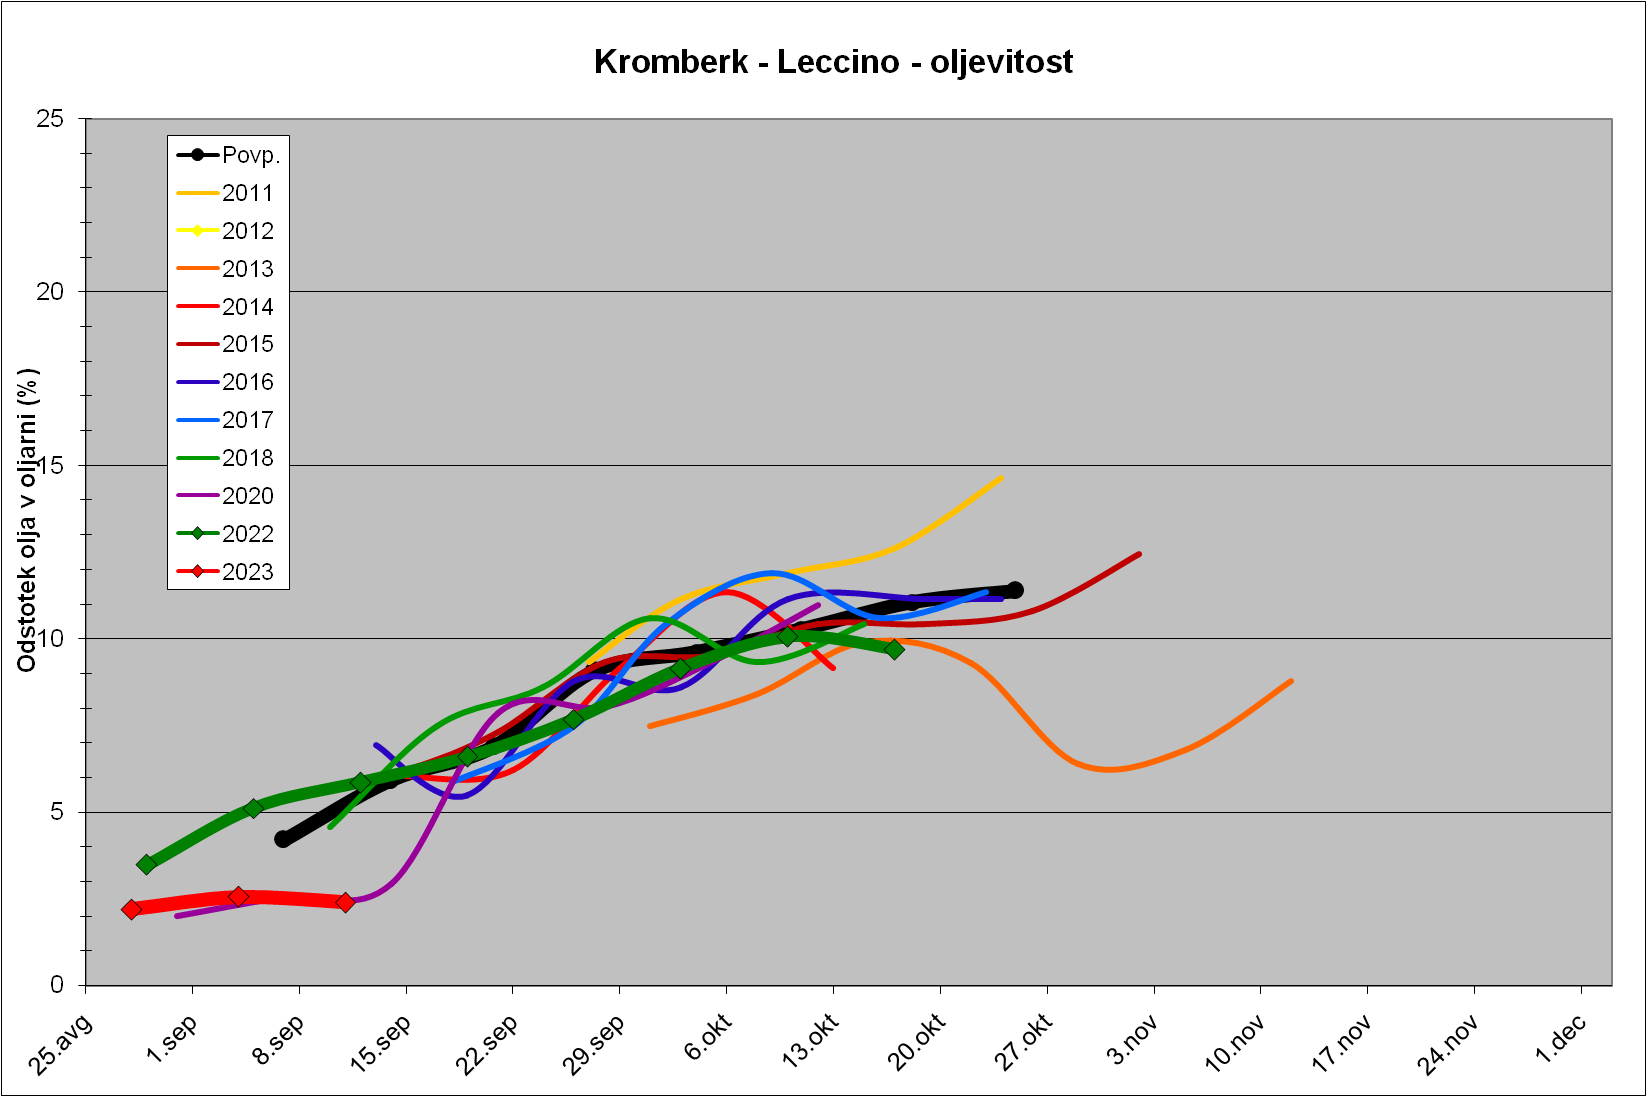 Kromberk - Leccino - oljevitost
Odstotek olja v oljarni (%)
25
20
15
10
5
0
Povp.
2011
2012
2013
2014
2015
2016
2017
2018
2020
2022
2023
25.avg
1.sep
8.sep
15.sep
22.sep
29.sep
6.okt
13.okt
20.okt
27.okt
3.nov
10.nov
17.nov
24.nov
1.dec